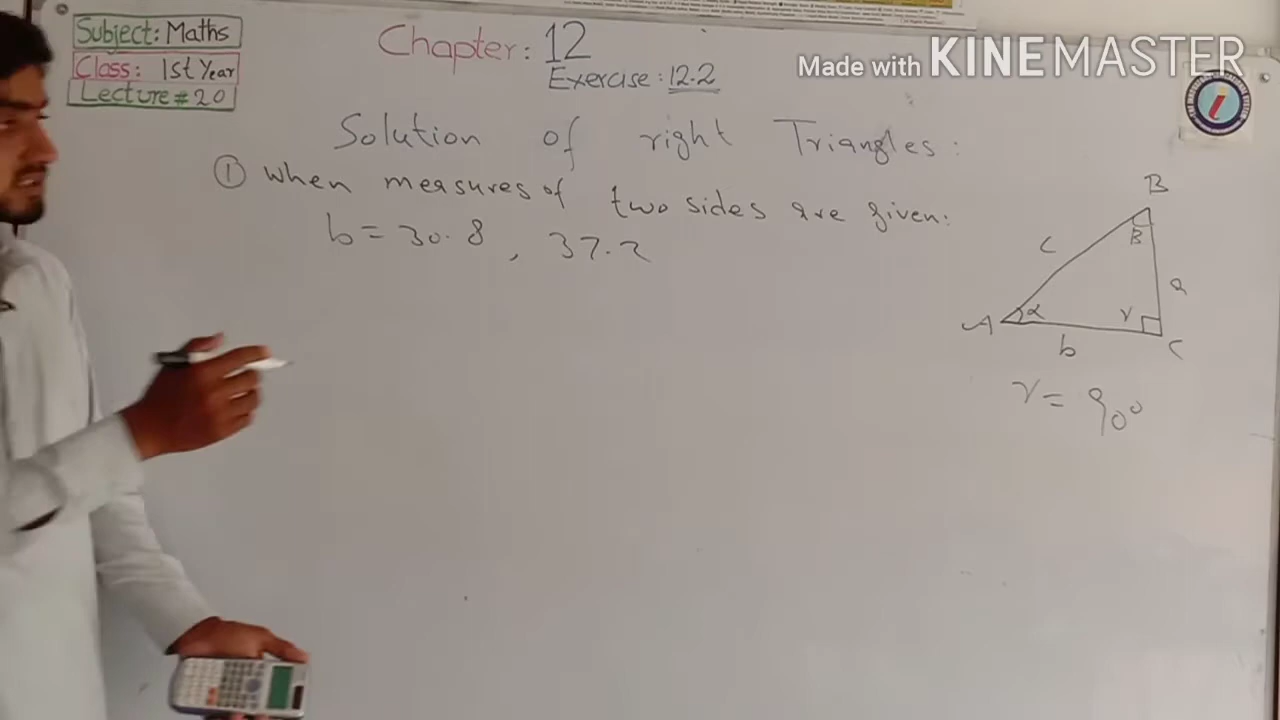 Subject: Maths
Class: 1st Year
Lecture # 20
Chapter: 12
Exercise: 12.2
Made with KINEMASTER
Solution of right Triangles:
① when measures of two sides are given:
b = 30.8 , 37.2
B
B
c
a
A
α
γ
b
C
γ = 90°